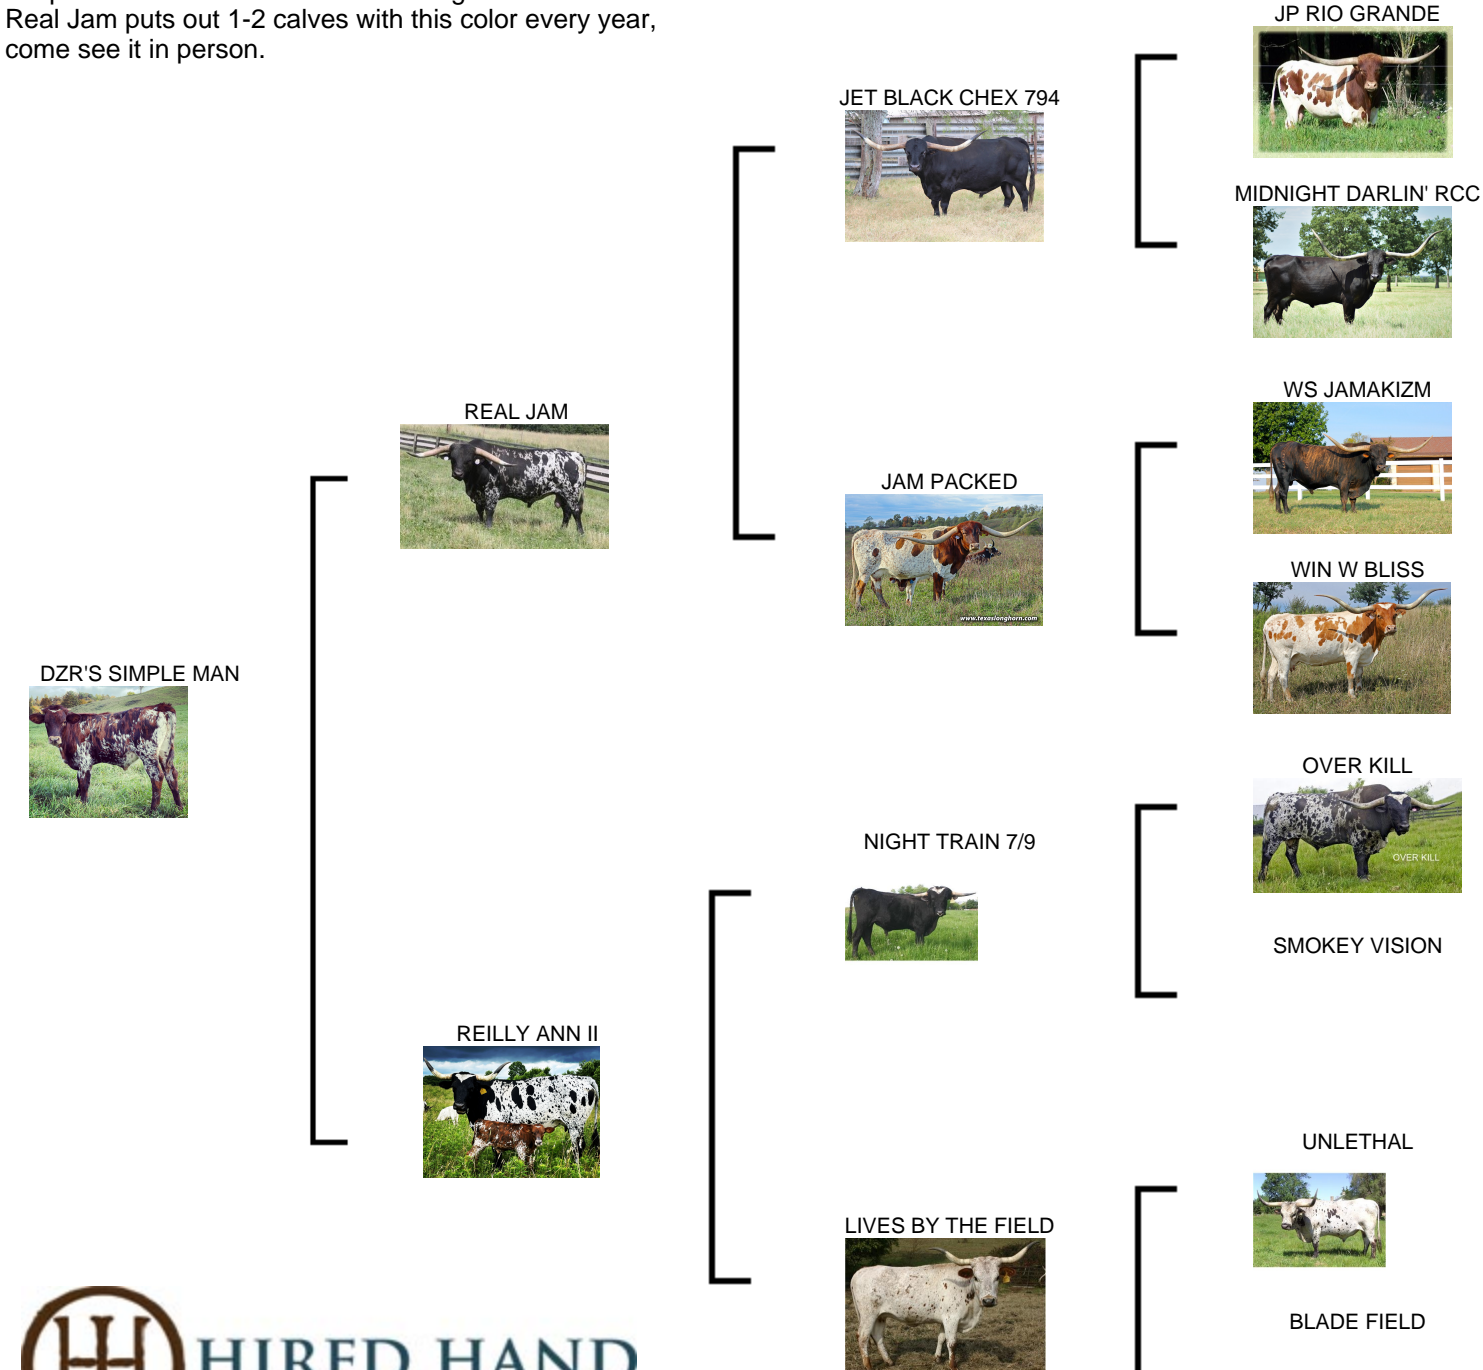 Real Jam puts out 1-2 calves with this color every year,
come see it in person.
JP RIO GRANDE
JET BLACK CHEX 794
MIDNIGHT DARLIN' RCC
WS JAMAKIZM
REAL JAM
JAM PACKED
www.texaslonghorn.com
WIN W BLISS
DZR'S SIMPLE MAN
OVER KILL
OVER KILL
NIGHT TRAIN 7/9
SMOKEY VISION
REILLY ANN II
UNLETHAL
LIVES BY THE FIELD
BLADE FIELD
HIRED HAND